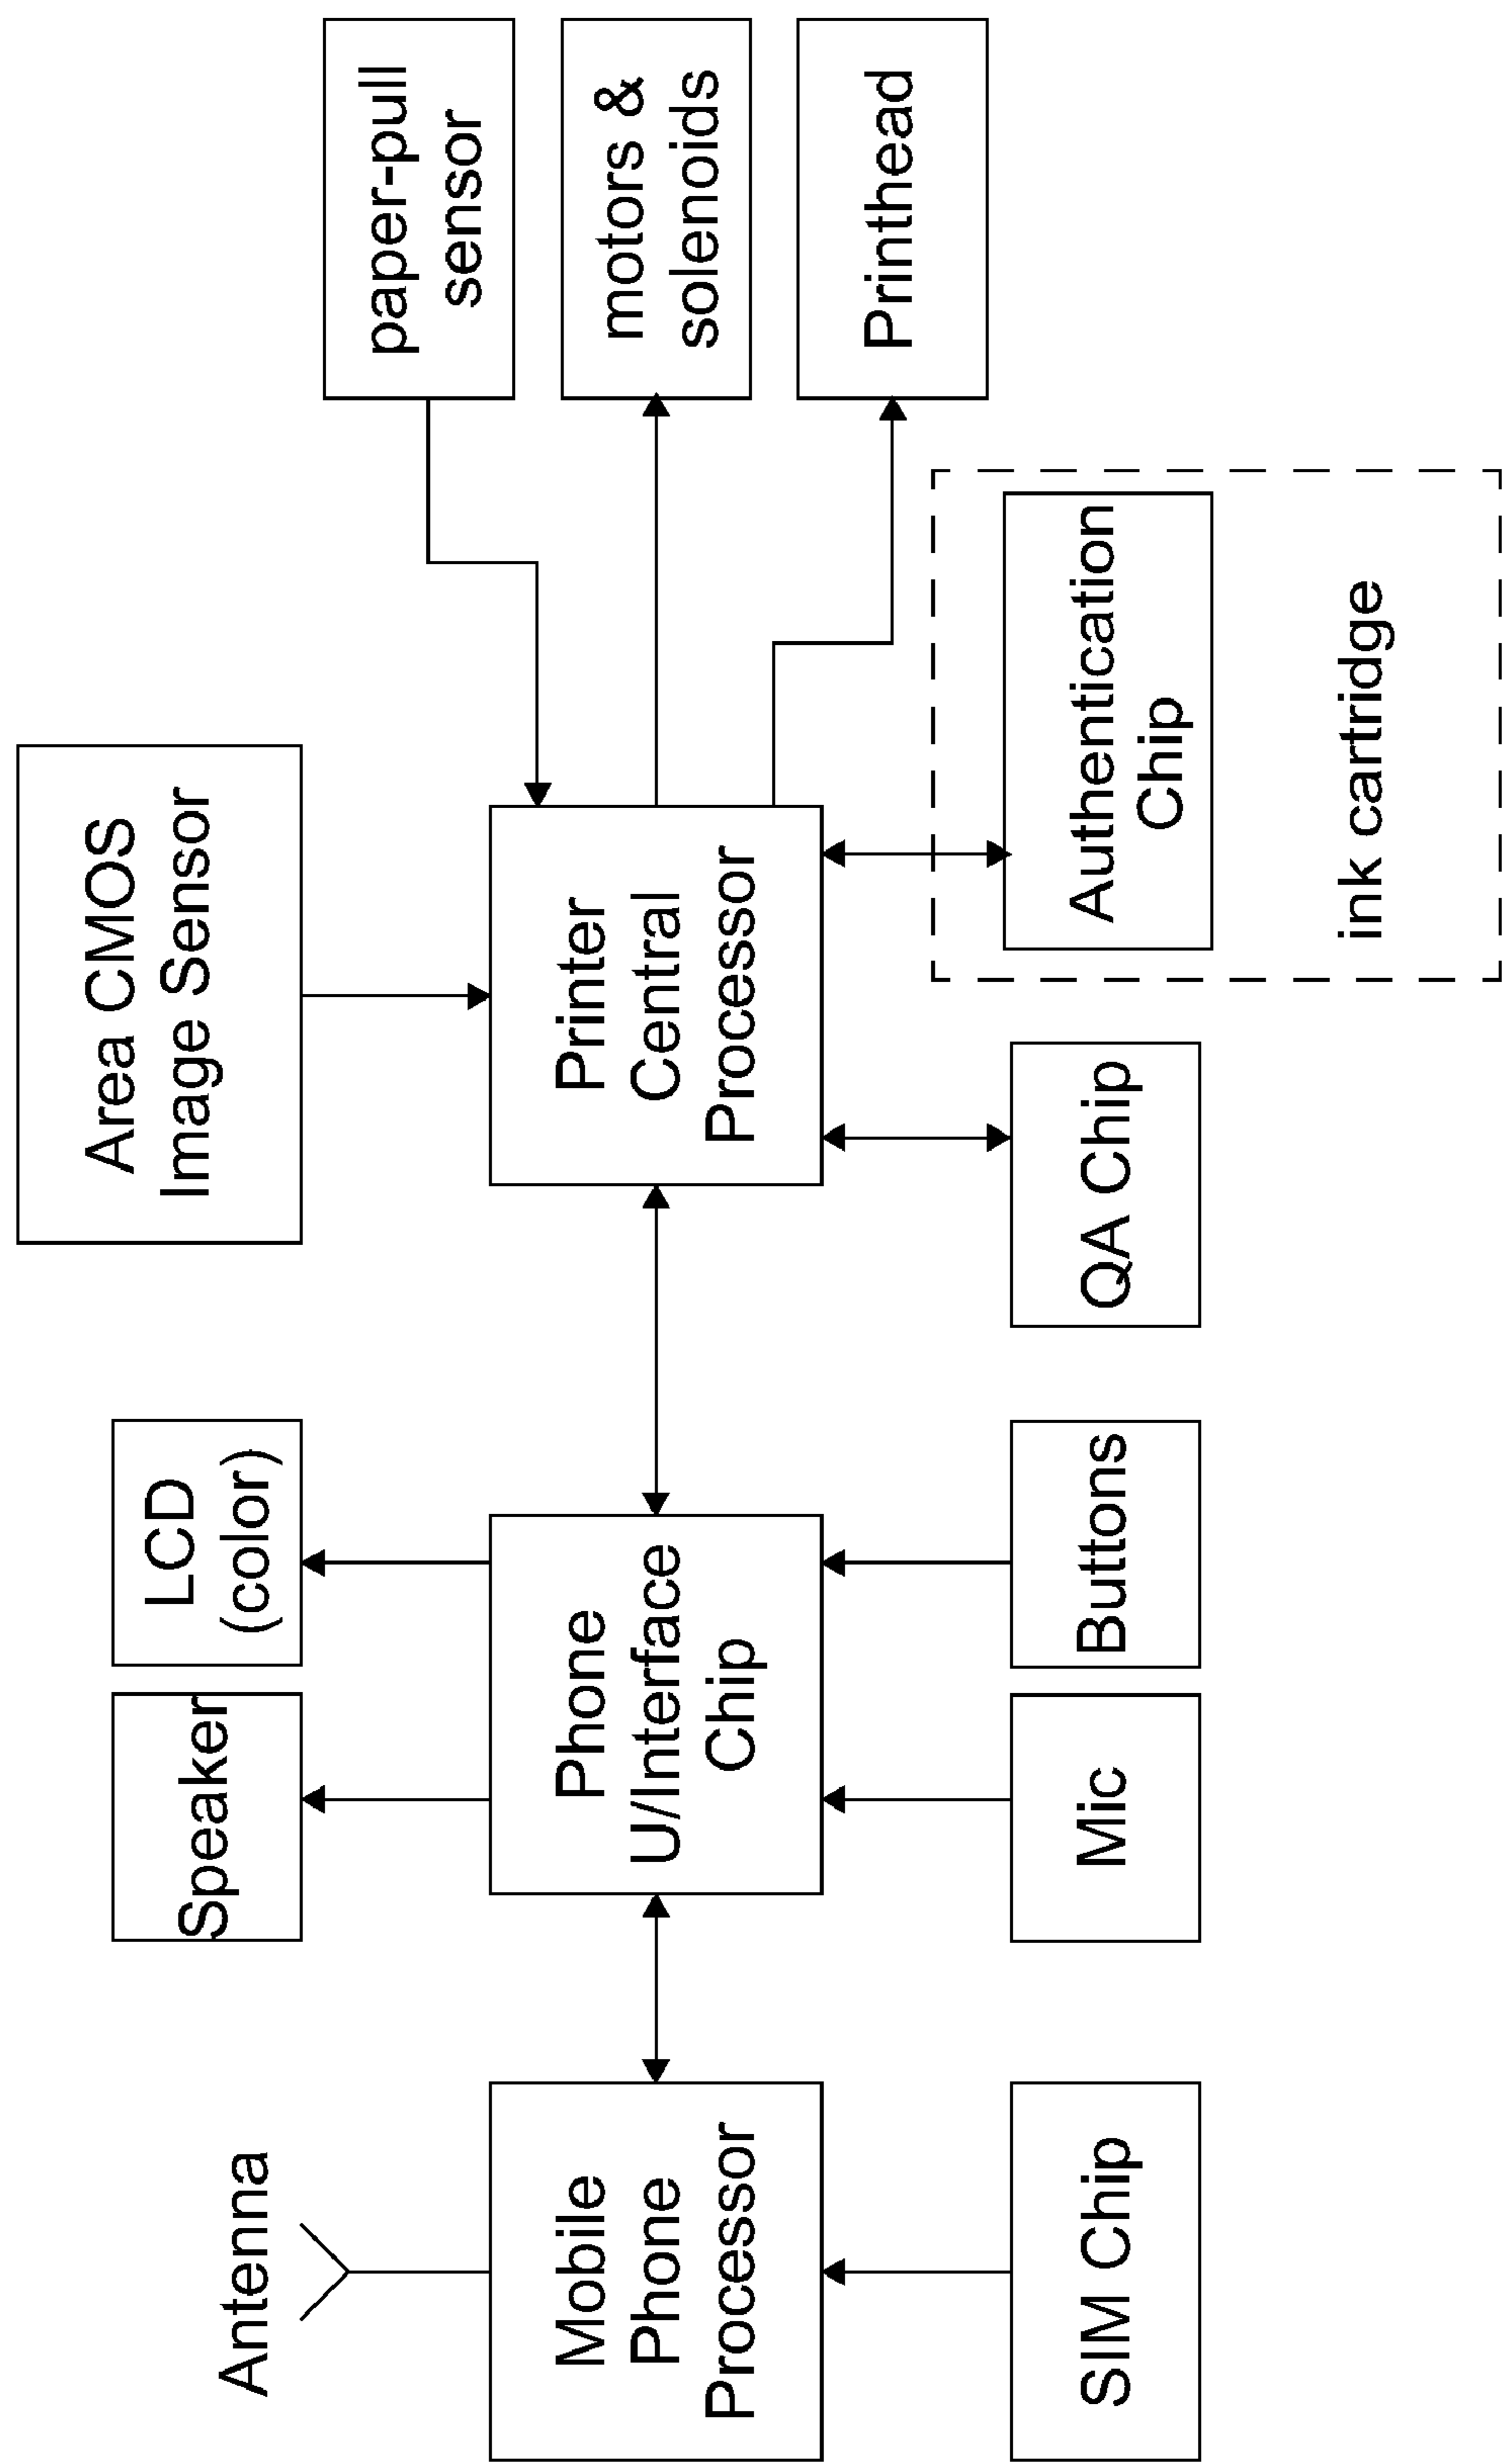 Antenna
Mobile
Phone
Processor
SIM Chip
Speaker
LCD
(color)
Phone
U/Interface
Chip
Mic
Buttons
Area CMOS
Image Sensor
Printer
Central
Processor
QA Chip
Authentication
Chip
ink cartridge
paper-pull
sensor
motors &
solenoids
Printhead